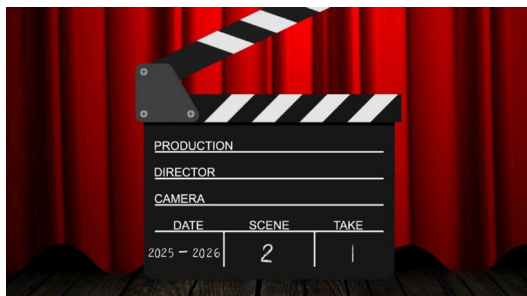 PRODUCTION
DIRECTOR
CAMERA
DATE SCENE TAKE
2025 - 2026 2 1